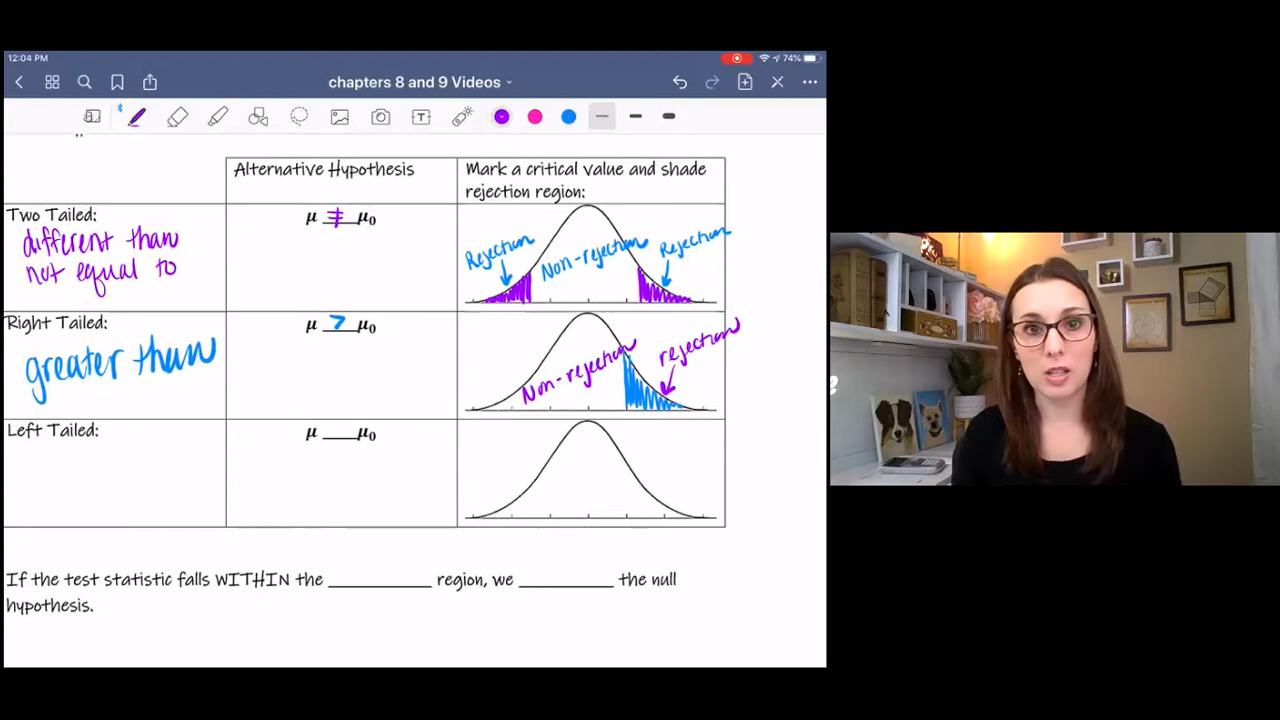 12:04 PM
74%
chapters 8 and 9 Videos
Alternative Hypothesis
Mark a critical value and shade
rejection region:
Two Tailed:
different than
not equal to
μ ≠ μ₀
Rejection
Non-rejection
Rejection
Right Tailed:
greater than
μ > μ₀
Non-rejection
rejection
Left Tailed:
μ ___ μ₀
If the test statistic falls WITHIN the __________ region, we _________ the null
hypothesis.